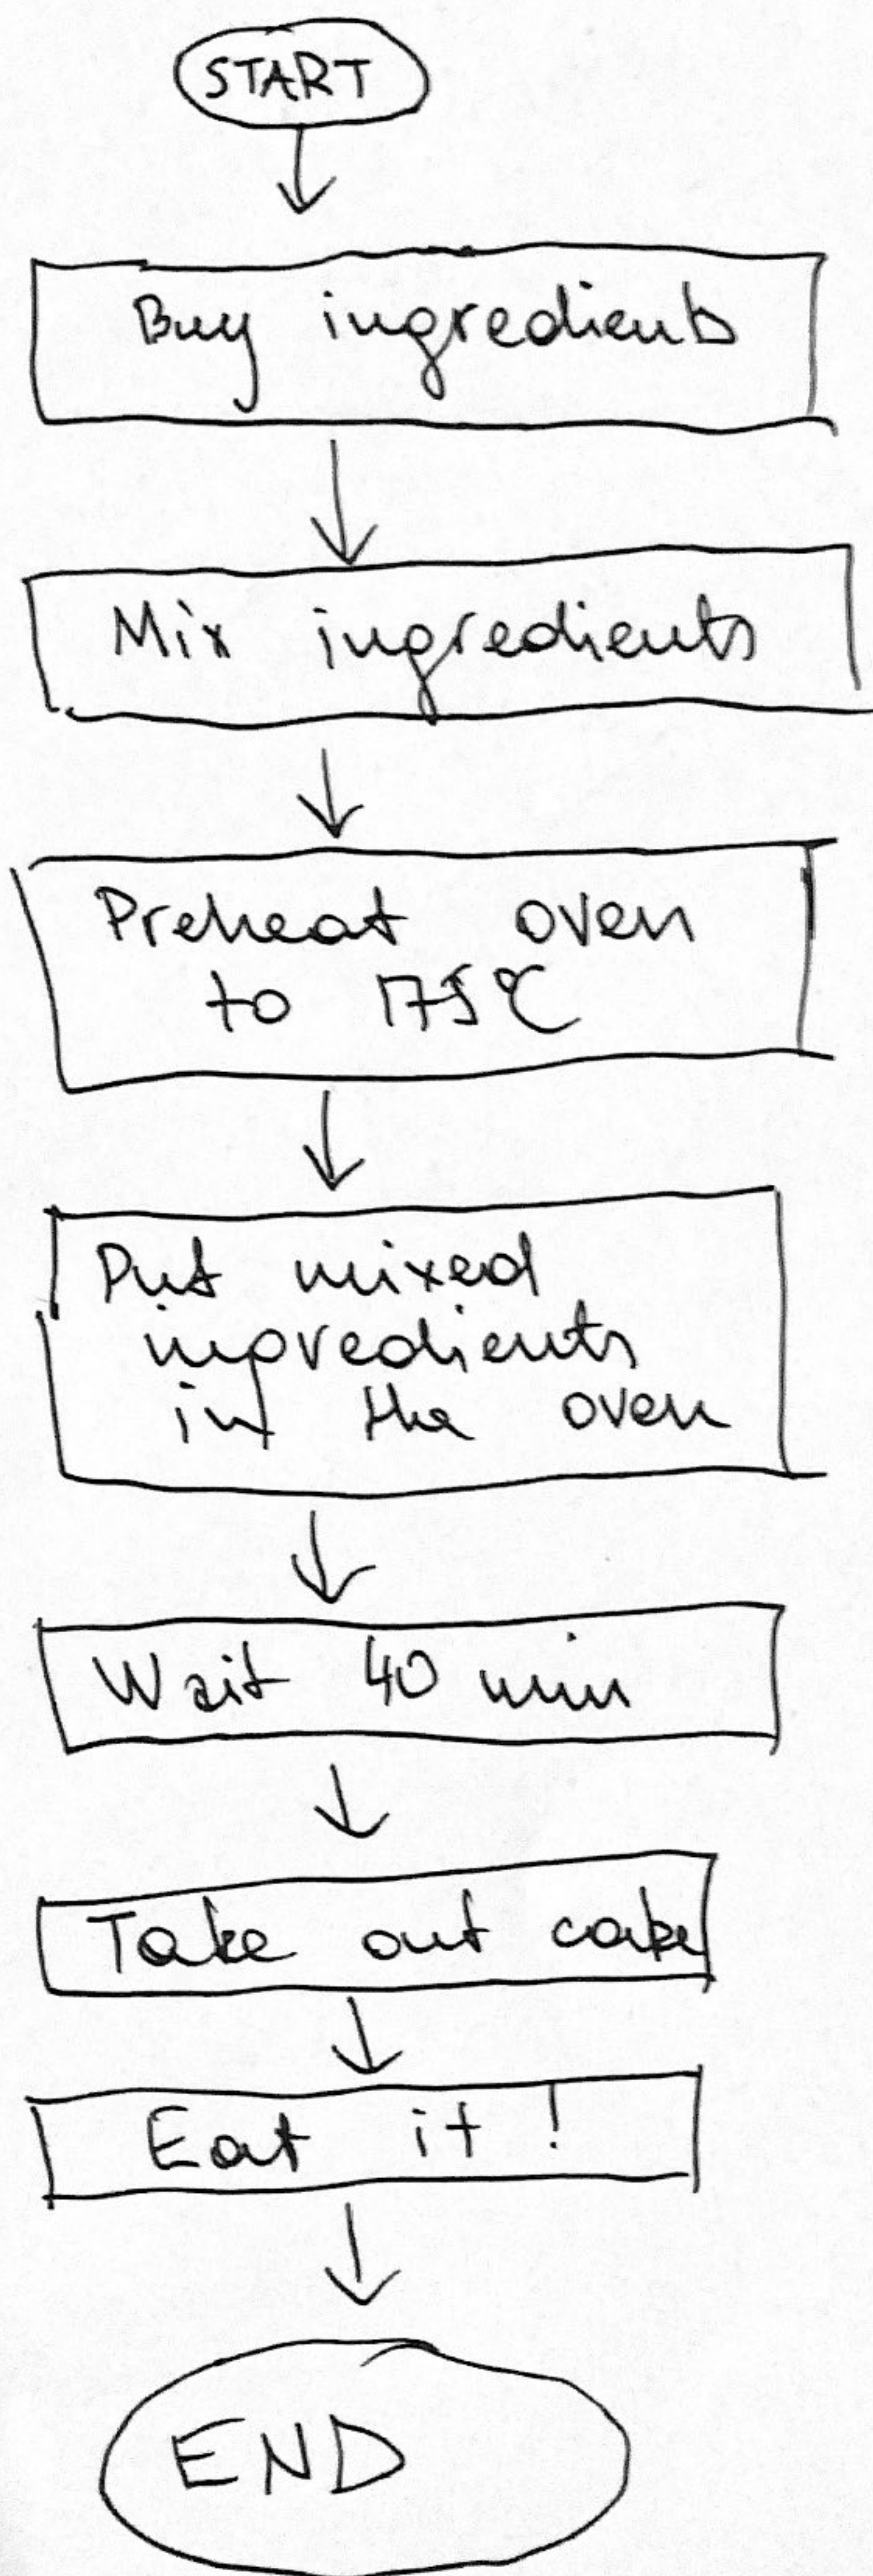 START
Buy ingredients
Mix ingredients
Preheat oven
to 175°C
Put mixed
ingredients
in the oven
Wait 40 min
Take out cake
Eat it!
END